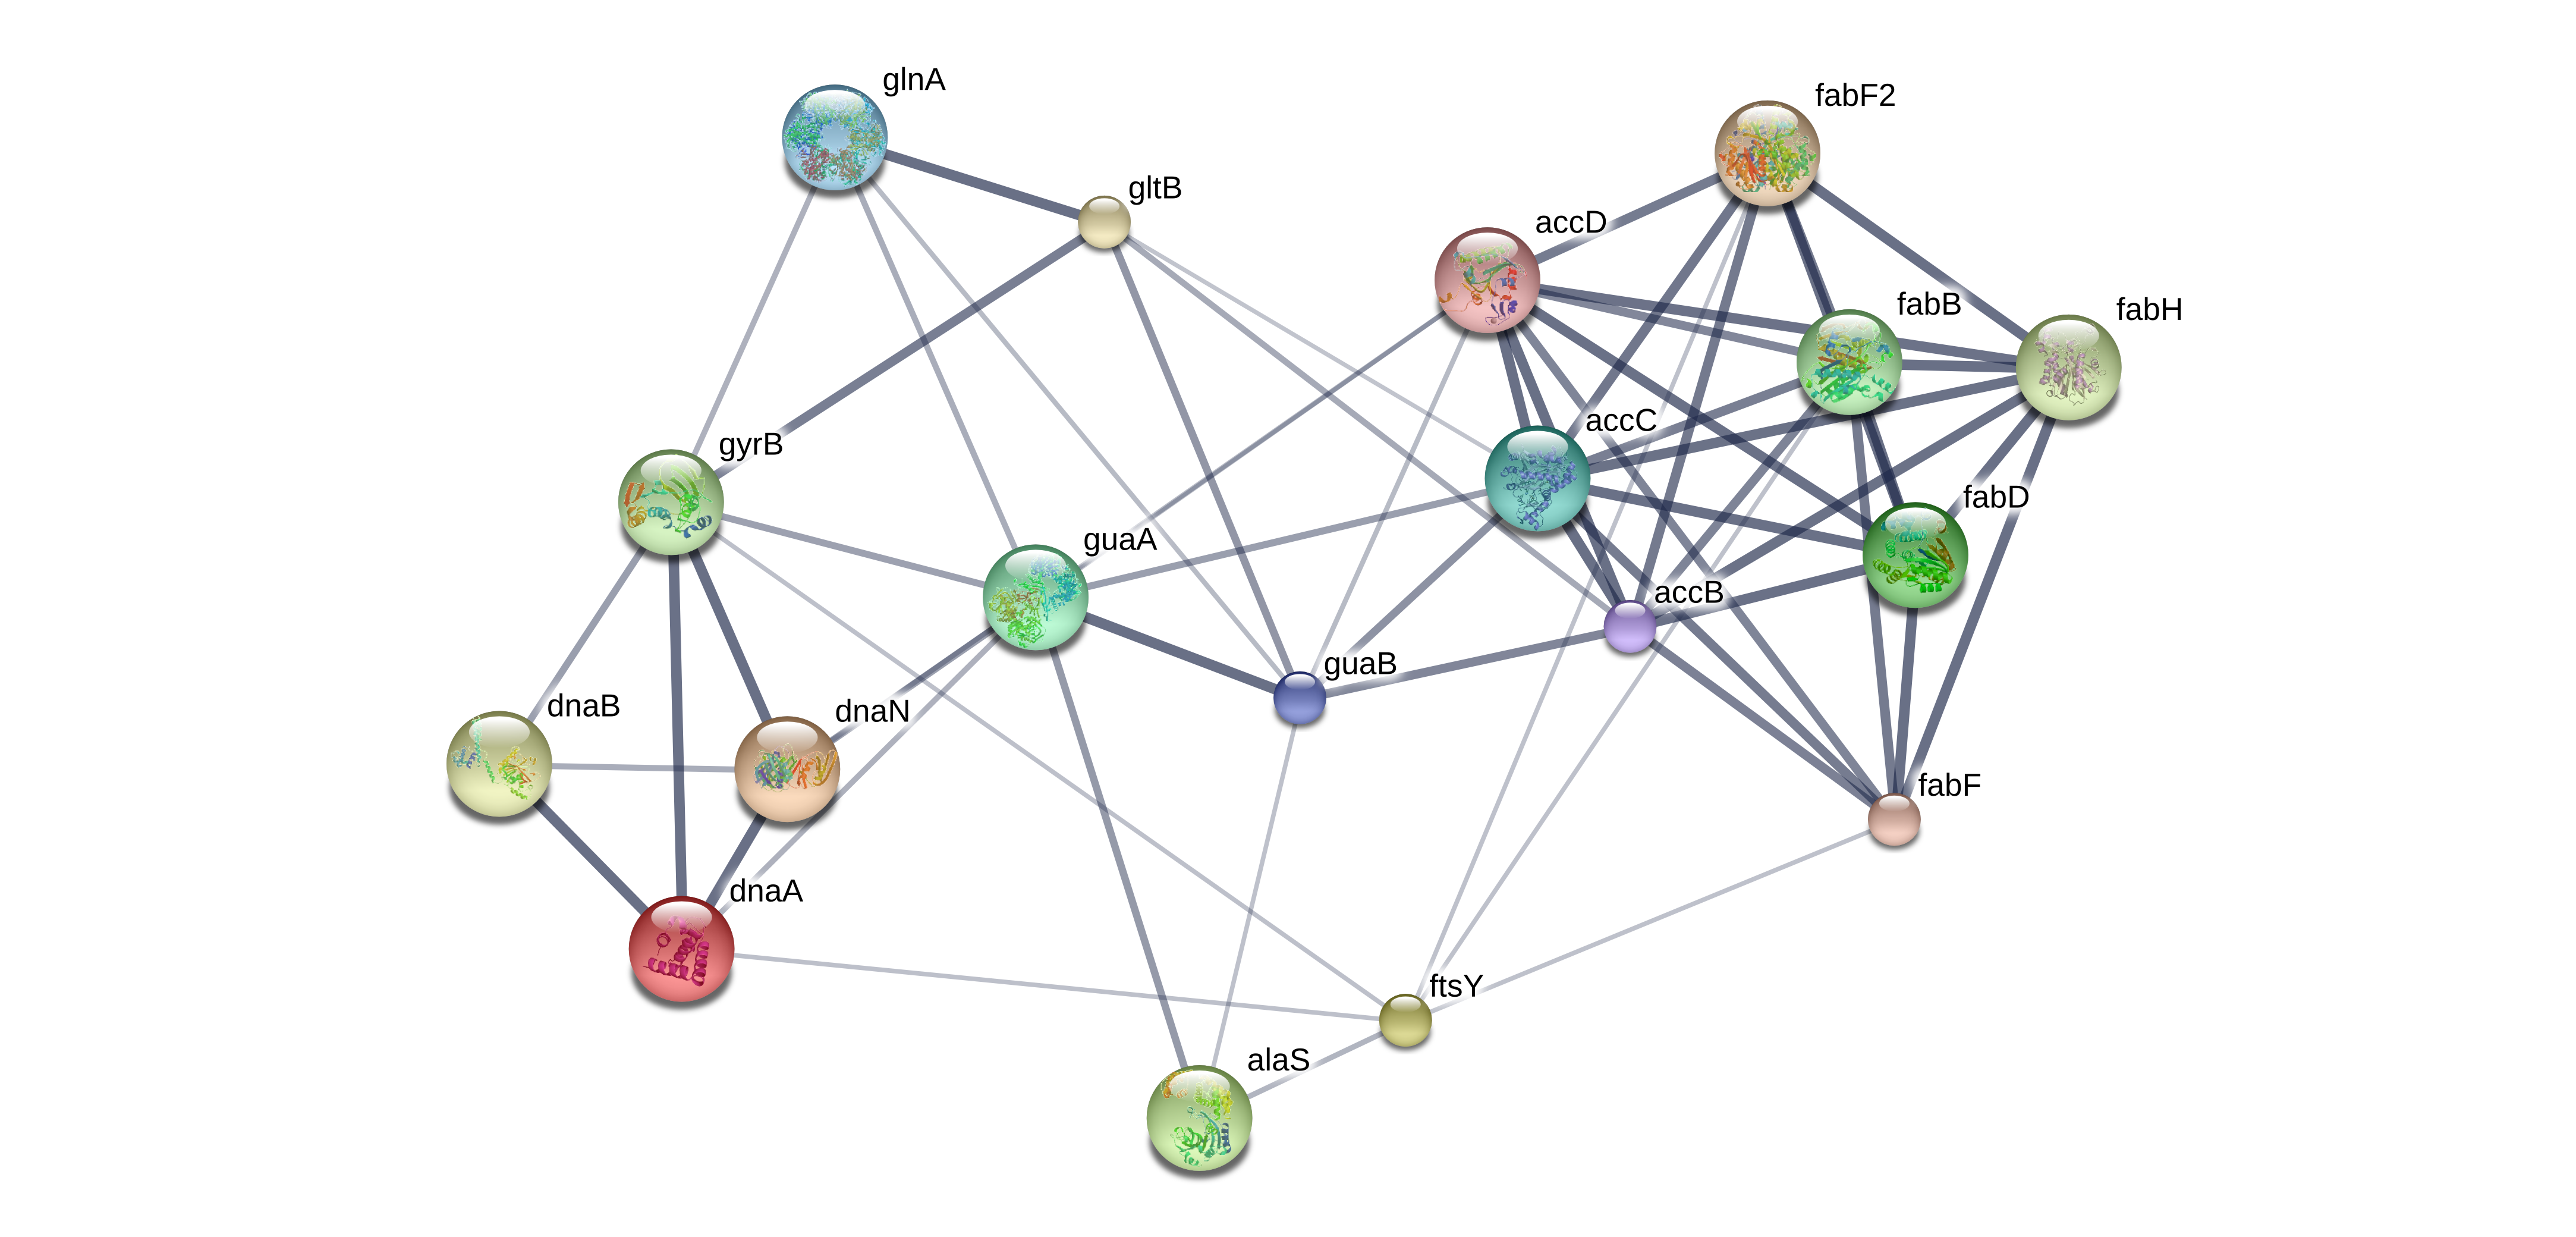 glnA
fabF2
gltB
accD
fabB
fabH
accC
gyrB
fabD
guaA
accB
guaB
dnaB
dnaN
fabF
dnaA
ftsY
alaS